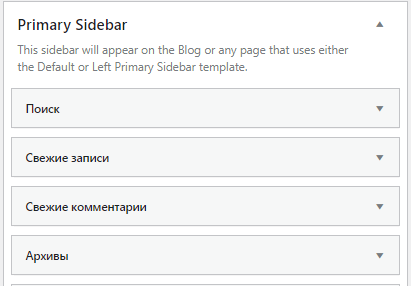 Primary Sidebar
This sidebar will appear on the Blog or any page that uses either
the Default or Left Primary Sidebar template.
Поиск
Свежие записи
Свежие комментарии
Архивы